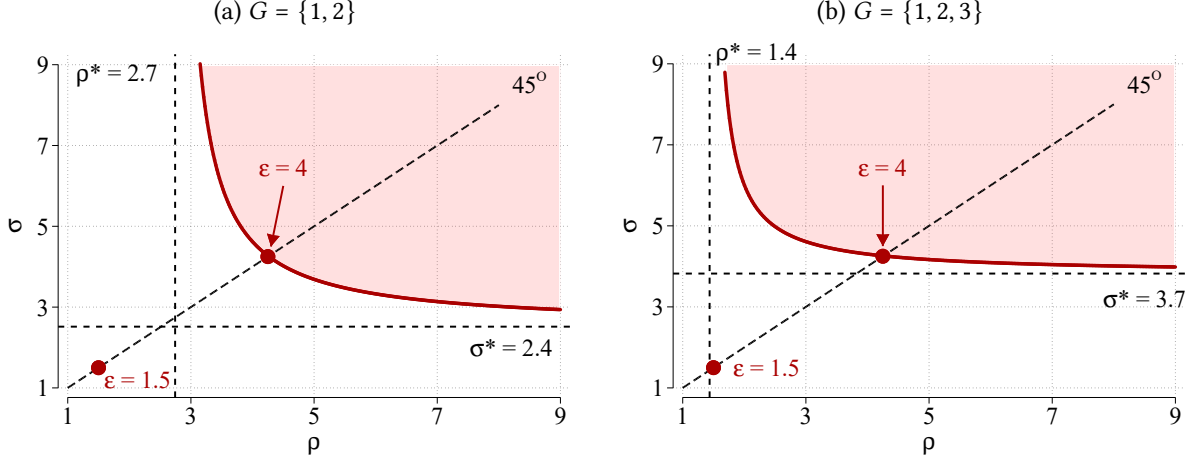 (a) G = {1, 2}
ρ* = 2.7
45°
ε = 4
ε = 1.5
σ* = 2.4
σ
9
7
5
3
1
1 3 5 7 9
ρ
(b) G = {1, 2, 3}
ρ* = 1.4
45°
ε = 4
ε = 1.5
σ* = 3.7
σ
9
7
5
3
1
1 3 5 7 9
ρ